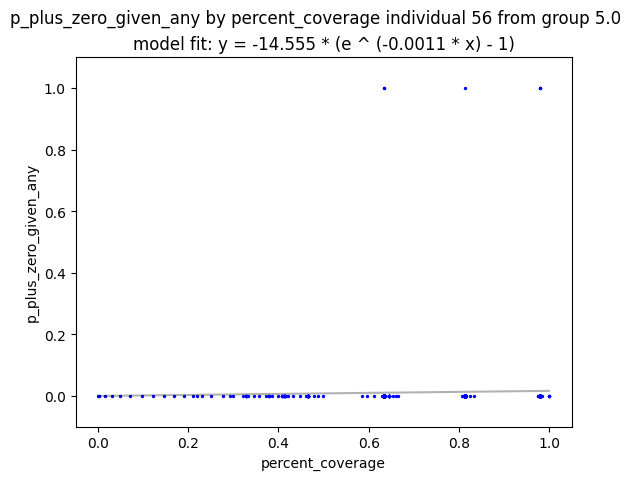 p_plus_zero_given_any by percent_coverage individual 56 from group 5.0
model fit: y = -14.555 * (e ^ (-0.0011 * x) - 1)
1.0
0.8
0.6
0.4
0.2
0.0
p_plus_zero_given_any
0.0 0.2 0.4 0.6 0.8 1.0
percent_coverage